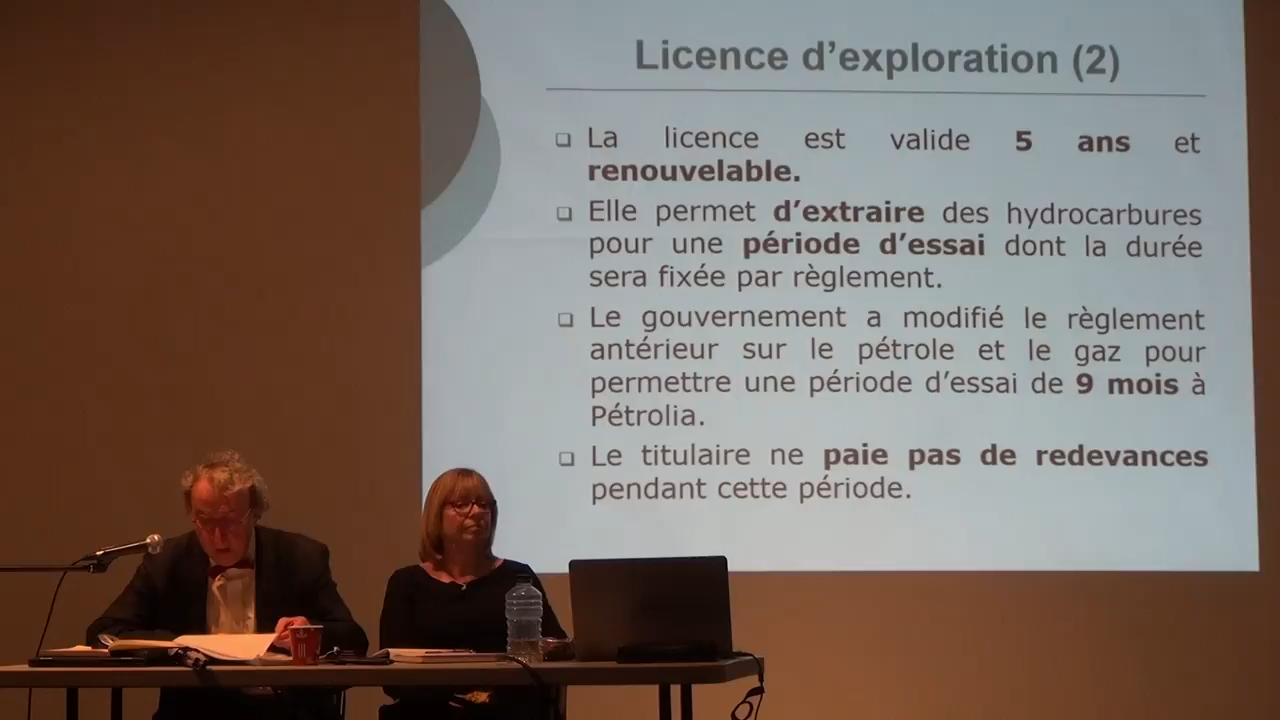 Licence d'exploration (2)
❑ La licence est valide 5 ans et
renouvelable.
❑ Elle permet d'extraire des hydrocarbures
pour une période d'essai dont la durée
sera fixée par règlement.
❑ Le gouvernement a modifié le règlement
antérieur sur le pétrole et le gaz pour
permettre une période d'essai de 9 mois à
Pétrolia.
❑ Le titulaire ne paie pas de redevances
pendant cette période.